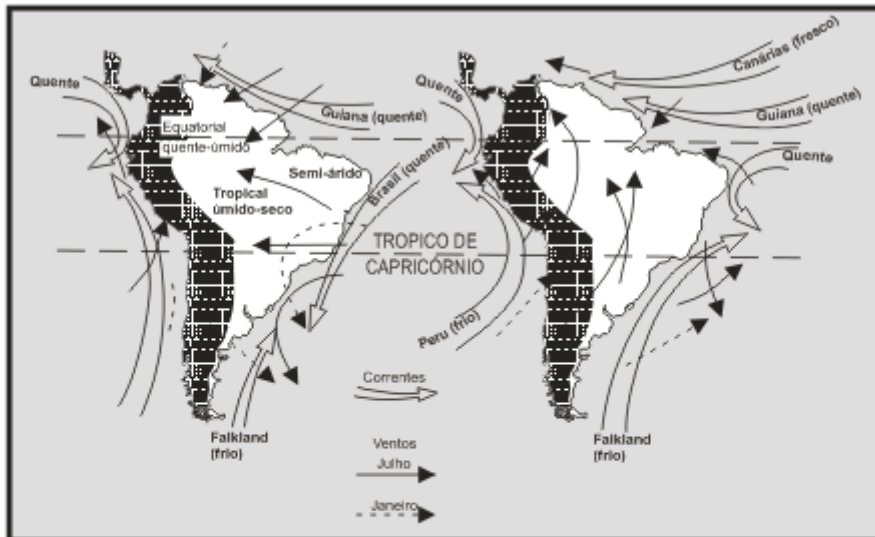 Quente
Guiana (quente)
Equatorial
quente-úmido
Semi-árido
Tropical
úmido-seco
Brasil (quente)
TROPICO DE
CAPRICÓRNIO
Falkland
(frio)
Correntes
Ventos
Julho
Janeiro
Canárias (fresco)
Quente
Guiana (quente)
Quente
Peru (frio)
Falkland
(frio)